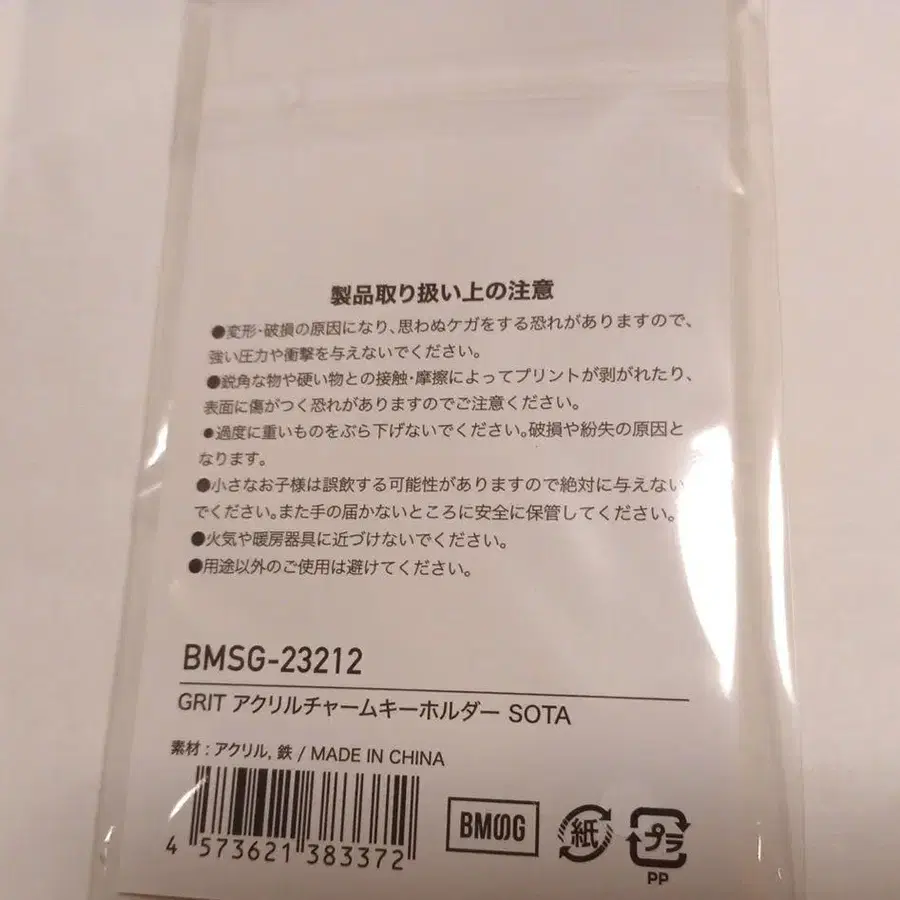 製品取り扱い上の注意
●変形・破損の原因になり、思わぬケガをする恐れがありますので、
強い圧力や衝撃を与えないでください。
●鋭角な物や硬い物との接触・摩擦によってプリントが剥がれたり、
表面に傷がつく恐れがありますのでご注意ください。
●過度に重いものをぶら下げないでください。破損や紛失の原因と
なります。
●小さなお子様は誤飲する可能性がありますので絶対に与えない
でください。また手の届かないところに安全に保管してください。
●火気や暖房器具に近づけないでください。
●用途以外のご使用は避けてください。
BMSG-23212
GRIT アクリルチャームキーホルダー SOTA
素材 : アクリル, 鉄 / MADE IN CHINA
4 573621 383372
BMSG
紙
プラ
PP